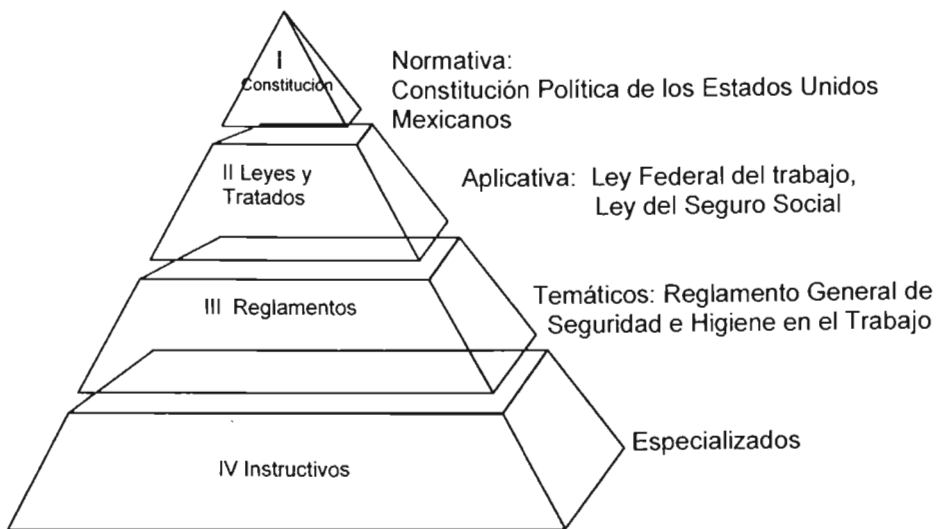 I
Constitución
Normativa:
Constitución Política de los Estados Unidos
Mexicanos
II Leyes y
Tratados
Aplicativa: Ley Federal del trabajo,
Ley del Seguro Social
III Reglamentos
Temáticos: Reglamento General de
Seguridad e Higiene en el Trabajo
IV Instructivos
Especializados